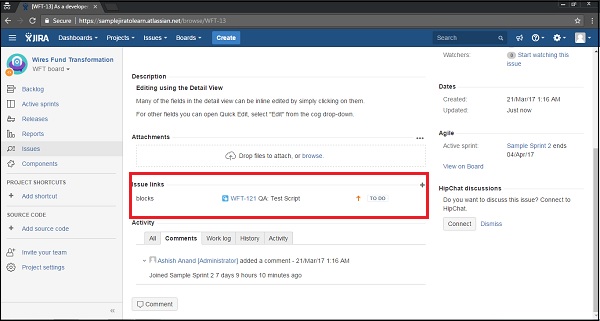 [WFT-13] As a develope
Secure | https://samplejiratolearn.atlassian.net/browse/WFT-13
JIRA Dashboards Projects Issues Boards Create Search
Wires Fund Transformation
WFT board
Backlog
Active sprints
Releases
Reports
Issues
Components
PROJECT SHORTCUTS
Add shortcut
SOURCE CODE
Add source code
Invite your team
Project settings
Description
Editing using the Detail View
Many of the fields in the detail view can be inline edited by simply clicking on them.
For other fields you can open Quick Edit, select "Edit" from the cog drop-down.
Attachments
Drop files to attach, or browse.
Issue links
blocks WFT-121 QA: Test Script TO DO
Activity
All Comments Work log History Activity
Ashish Anand [Administrator] added a comment - 21/Mar/17 1:16 AM
Joined Sample Sprint 2 7 days 9 hours 10 minutes ago
Comment
Watchers: 0 Start watching this
issue
Dates
Created: 21/Mar/17 1:16 AM
Updated: Just now
Agile
Active sprint: Sample Sprint 2 ends
04/Apr/17
View on Board
HipChat discussions
Do you want to discuss this issue? Connect to
HipChat.
Connect Dismiss